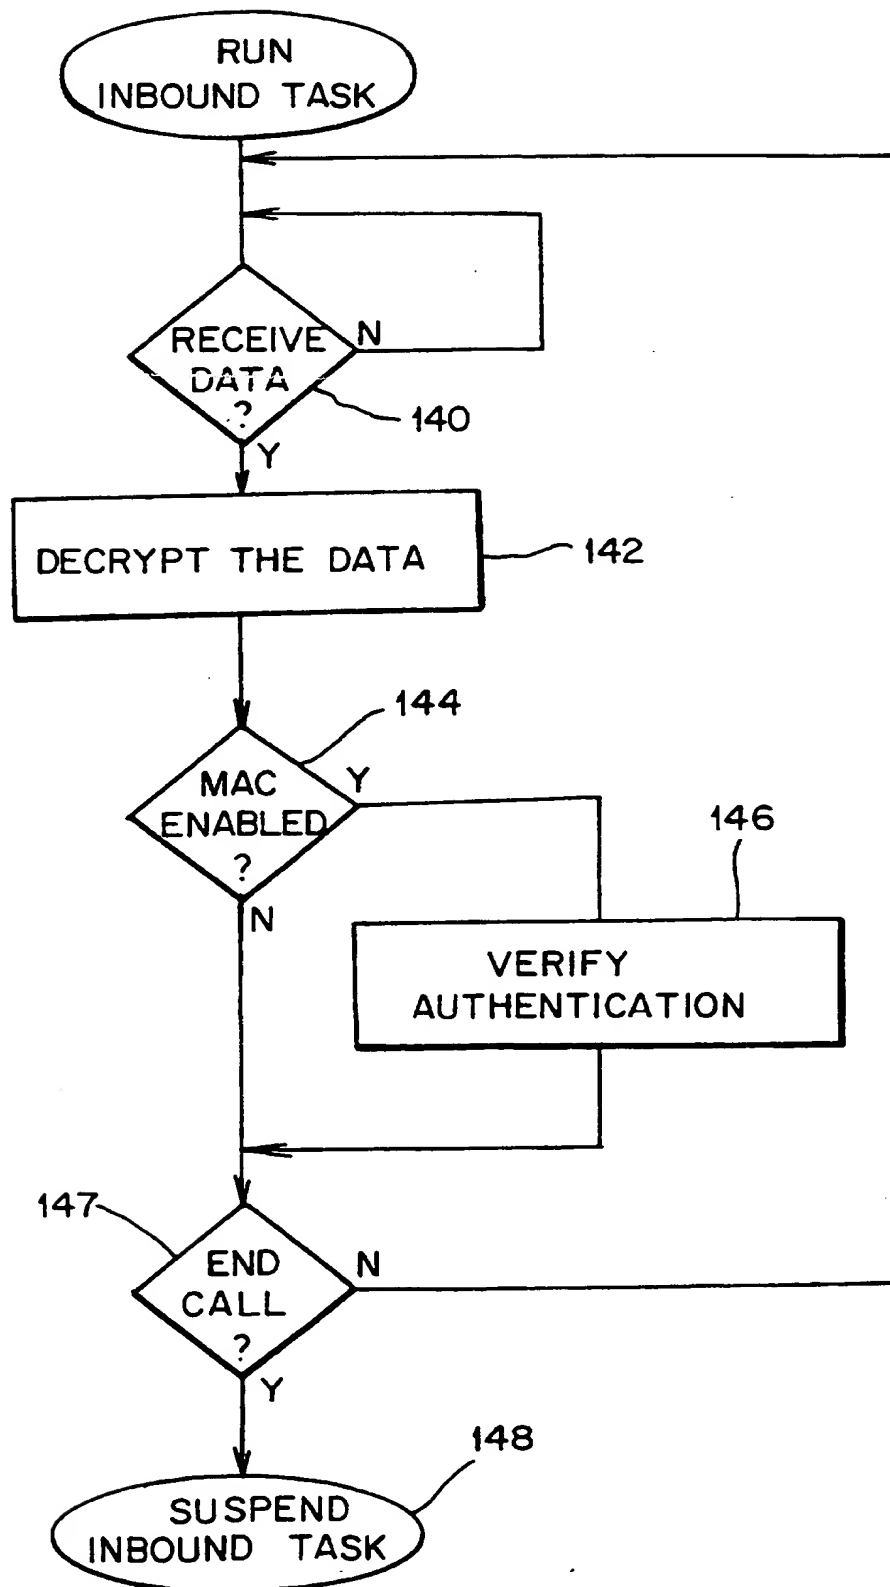 RUN
INBOUND TASK
RECEIVE
DATA
?
N
140
Y
DECRYPT THE DATA
142
144
MAC
ENABLED
?
Y
N
146
VERIFY
AUTHENTICATION
147
END
CALL
?
N
Y
148
SUSPEND
INBOUND TASK